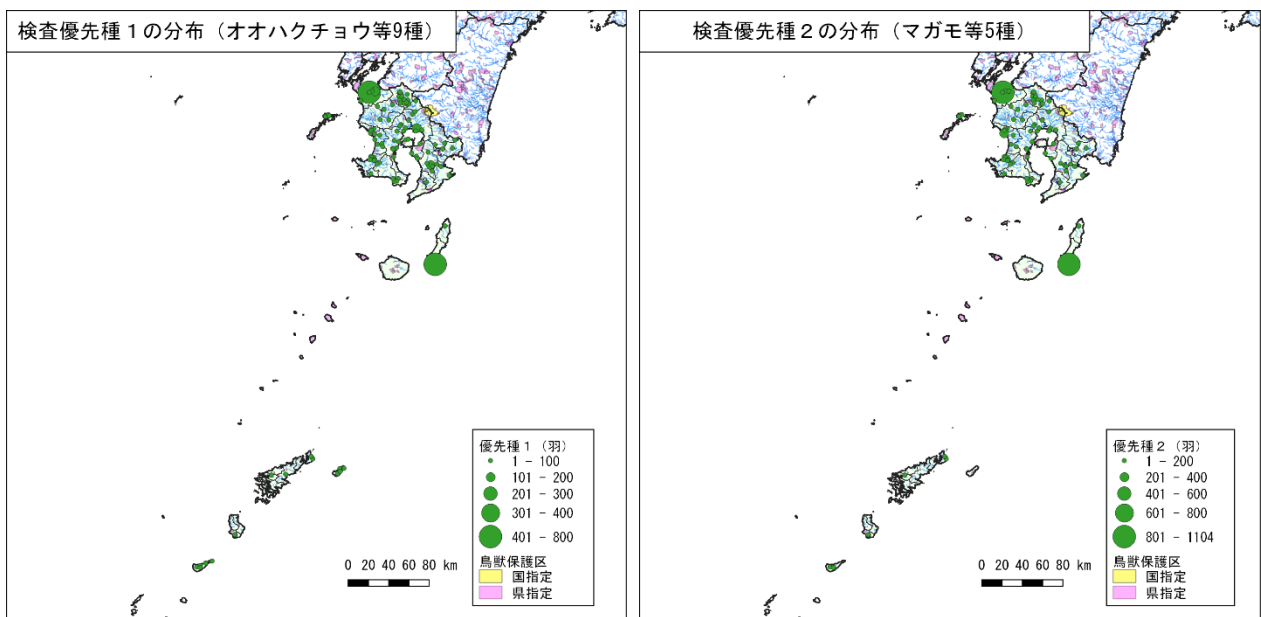 検査優先種１の分布（オオハクチョウ等9種）
優先種１（羽）
1 - 100
101 - 200
201 - 300
301 - 400
401 - 800
鳥獣保護区
国指定
県指定
0 20 40 60 80 km
検査優先種２の分布（マガモ等5種）
優先種２（羽）
1 - 200
201 - 400
401 - 600
601 - 800
801 - 1104
鳥獣保護区
国指定
県指定
0 20 40 60 80 km